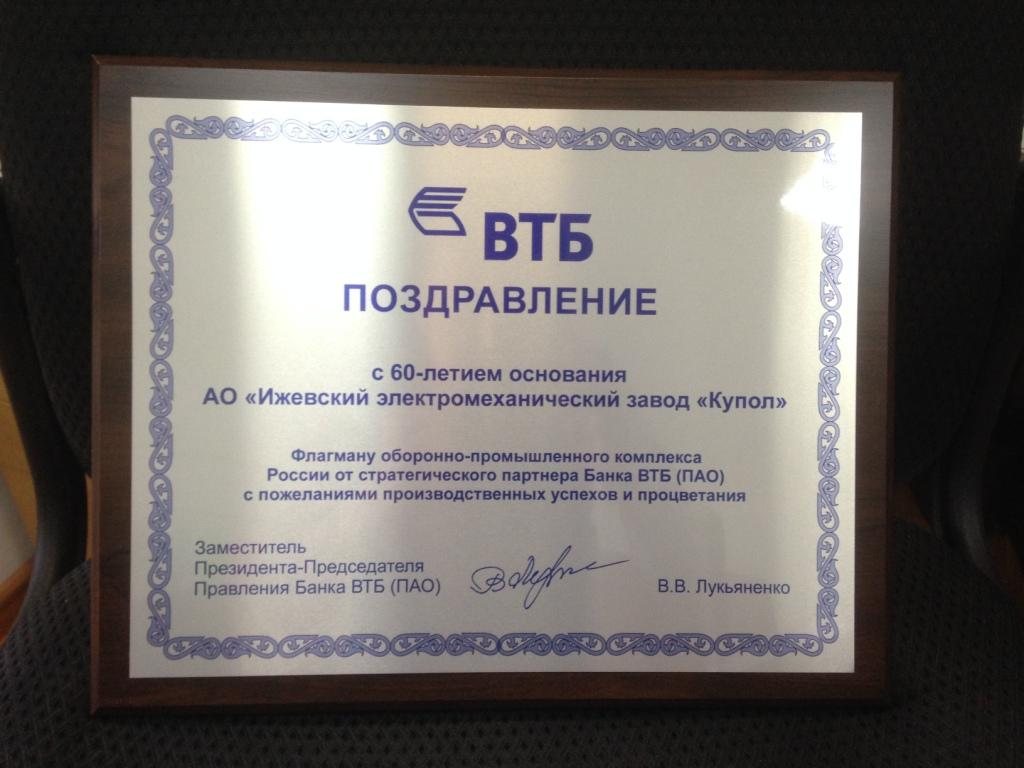 ВТБ
ПОЗДРАВЛЕНИЕ
с 60-летием основания
АО «Ижевский электромеханический завод «Купол»
Флагману оборонно-промышленного комплекса
России от стратегического партнера Банка ВТБ (ПАО)
с пожеланиями производственных успехов и процветания
Заместитель
Президента-Председателя
Правления Банка ВТБ (ПАО)
В.В. Лукьяненко